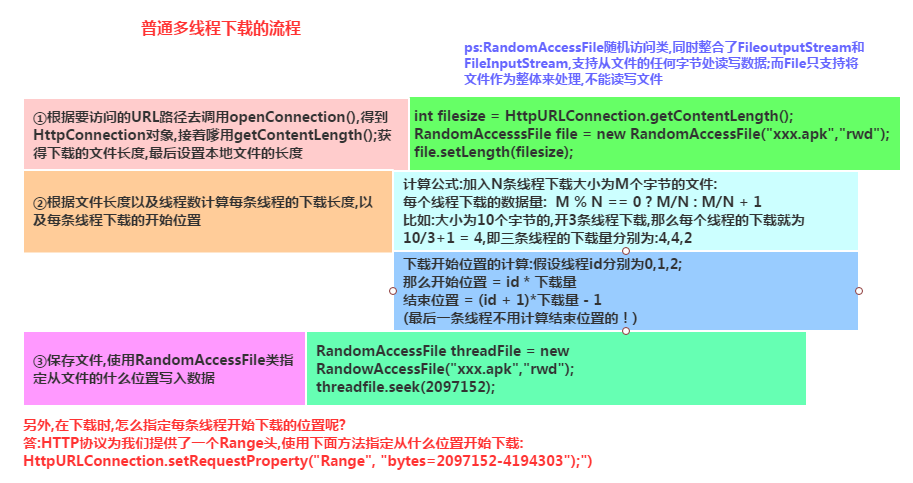 普通多线程下载的流程
ps:RandomAccessFile随机访问类,同时整合了FileoutputStream和
FileInputStream,支持从文件的任何字节处读写数据;而File只支持将
文件作为整体来处理,不能读写文件
①根据要访问的URL路径去调用openConnection(),得到
HttpConnection对象,接着嗲用getContentLength();获
得下载的文件长度,最后设置本地文件的长度
int filesize = HttpURLConnection.getContentLength();
RandomAccesssFile file = new RandomAccessFile("xxx.apk","rwd");
file.setLength(filesize);
②根据文件长度以及线程数计算每条线程的下载长度,以
及每条线程下载的开始位置
计算公式:加入N条线程下载大小为M个字节的文件:
每个线程下载的数据量: M % N == 0 ? M/N : M/N + 1
比如:大小为10个字节的,开3条线程下载,那么每个线程的下载就为
10/3+1 = 4,即三条线程的下载量分别为:4,4,2
下载开始位置的计算:假设线程id分别为0,1,2;
那么开始位置 = id * 下载量
结束位置 = (id + 1)*下载量 - 1
(最后一条线程不用计算结束位置的！)
③保存文件,使用RandomAccessFile类指
定从文件的什么位置写入数据
RandomAccessFile threadFile = new
RandowAccessFile("xxx.apk","rwd");
threadfile.seek(2097152);
另外,在下载时,怎么指定每条线程开始下载的位置呢?
答:HTTP协议为我们提供了一个Range头,使用下面方法指定从什么位置开始下载:
HttpURLConnection.setRequestProperty("Range", "bytes=2097152-4194303");")